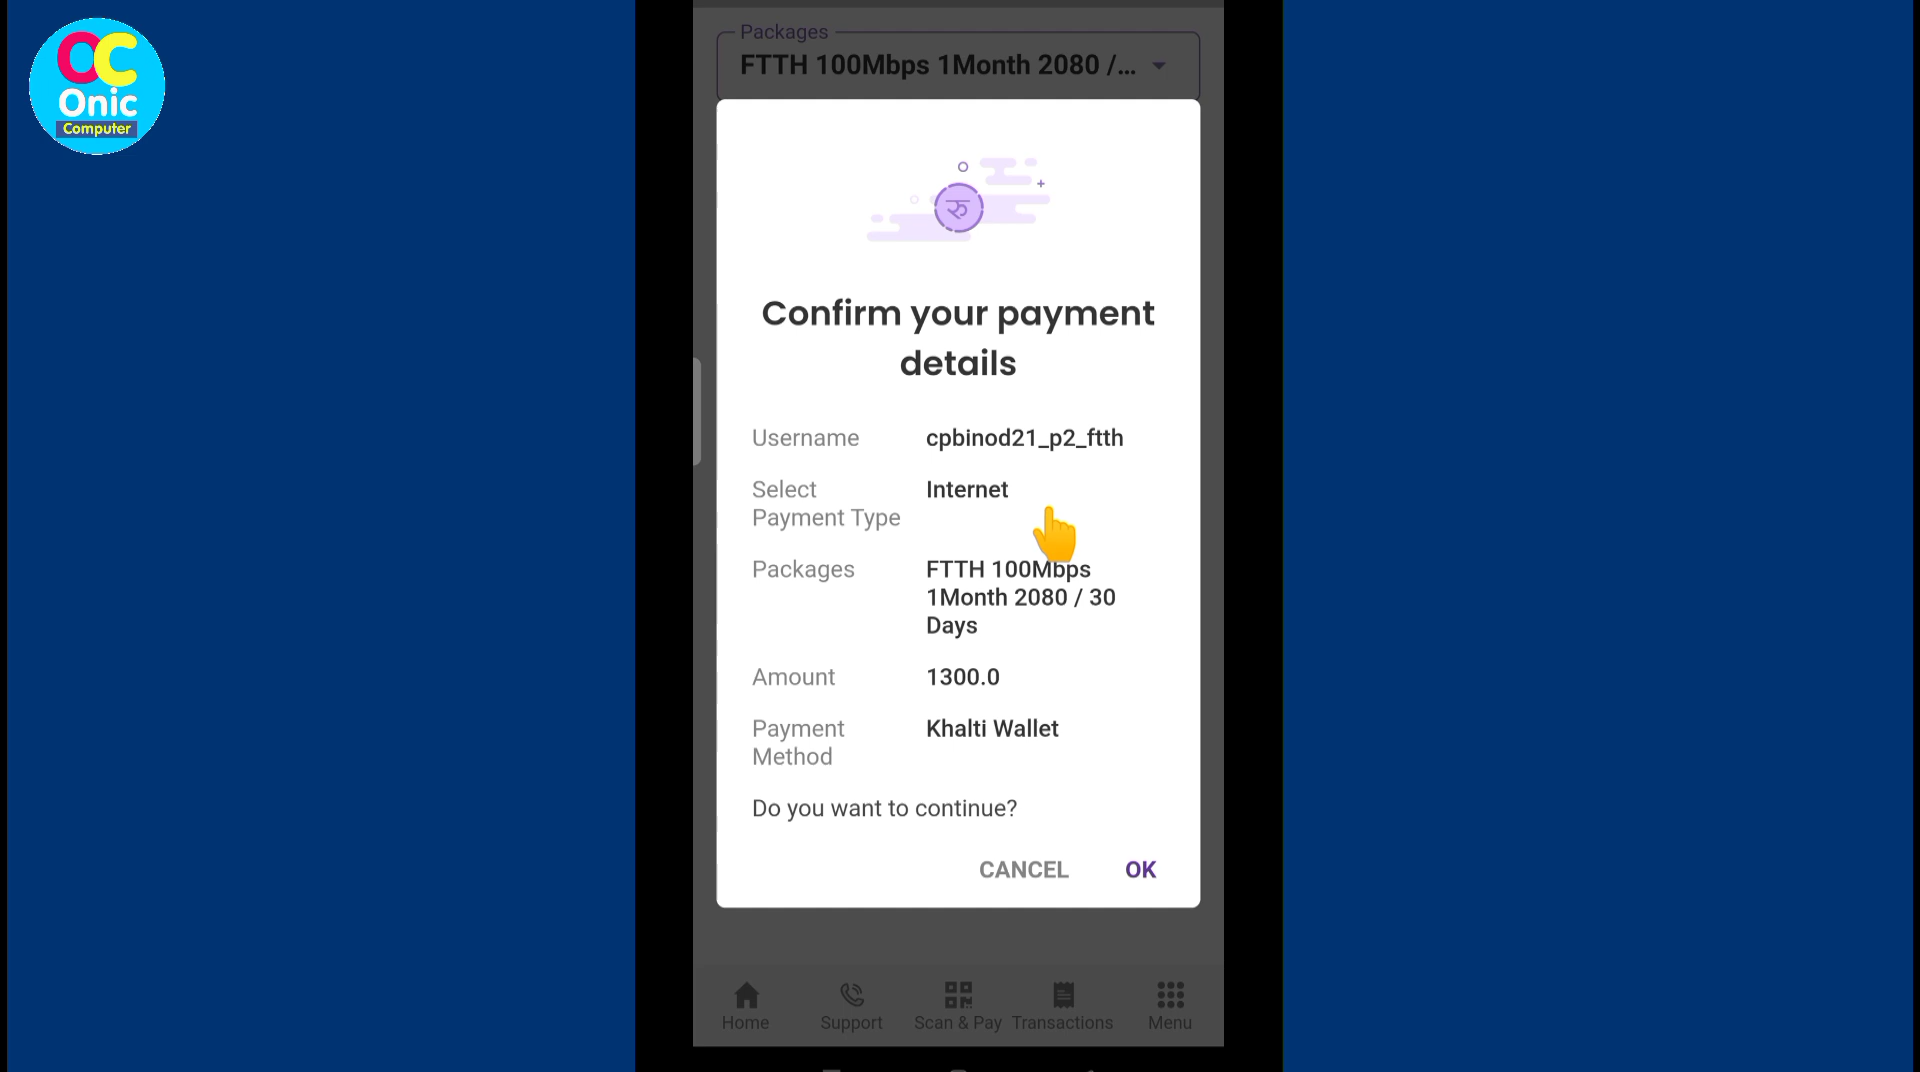 OC
Onic
Computer
Packages
FTTH 100Mbps 1Month 2080 /...
रु
Confirm your payment
details
Username cpbinod21_p2_ftth
Select Internet
Payment Type
Packages FTTH 100Mbps
1Month 2080 / 30
Days
Amount 1300.0
Payment Khalti Wallet
Method
Do you want to continue?
CANCEL OK
Home Support Scan & Pay Transactions Menu